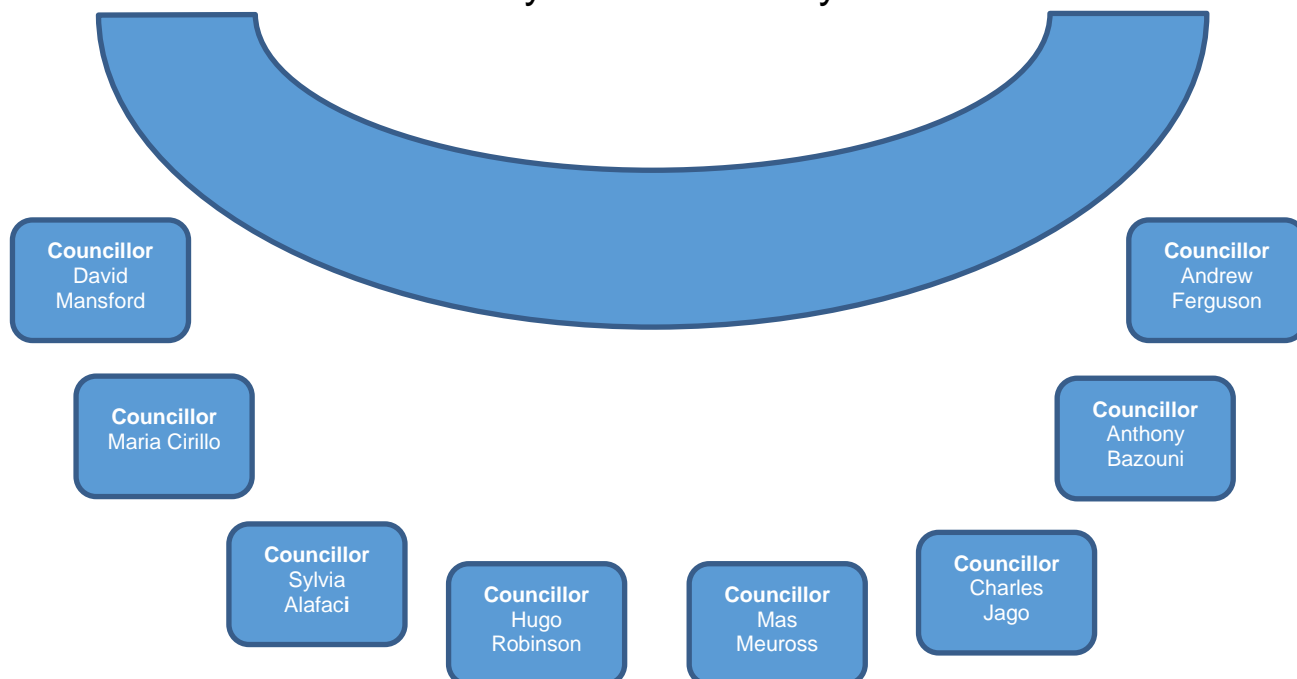 Councillor
David
Mansford
Councillor
Andrew
Ferguson
Councillor
Maria Cirillo
Councillor
Anthony
Bazouni
Councillor
Sylvia
Alafaci
Councillor
Charles
Jago
Councillor
Hugo
Robinson
Councillor
Mas
Meuross